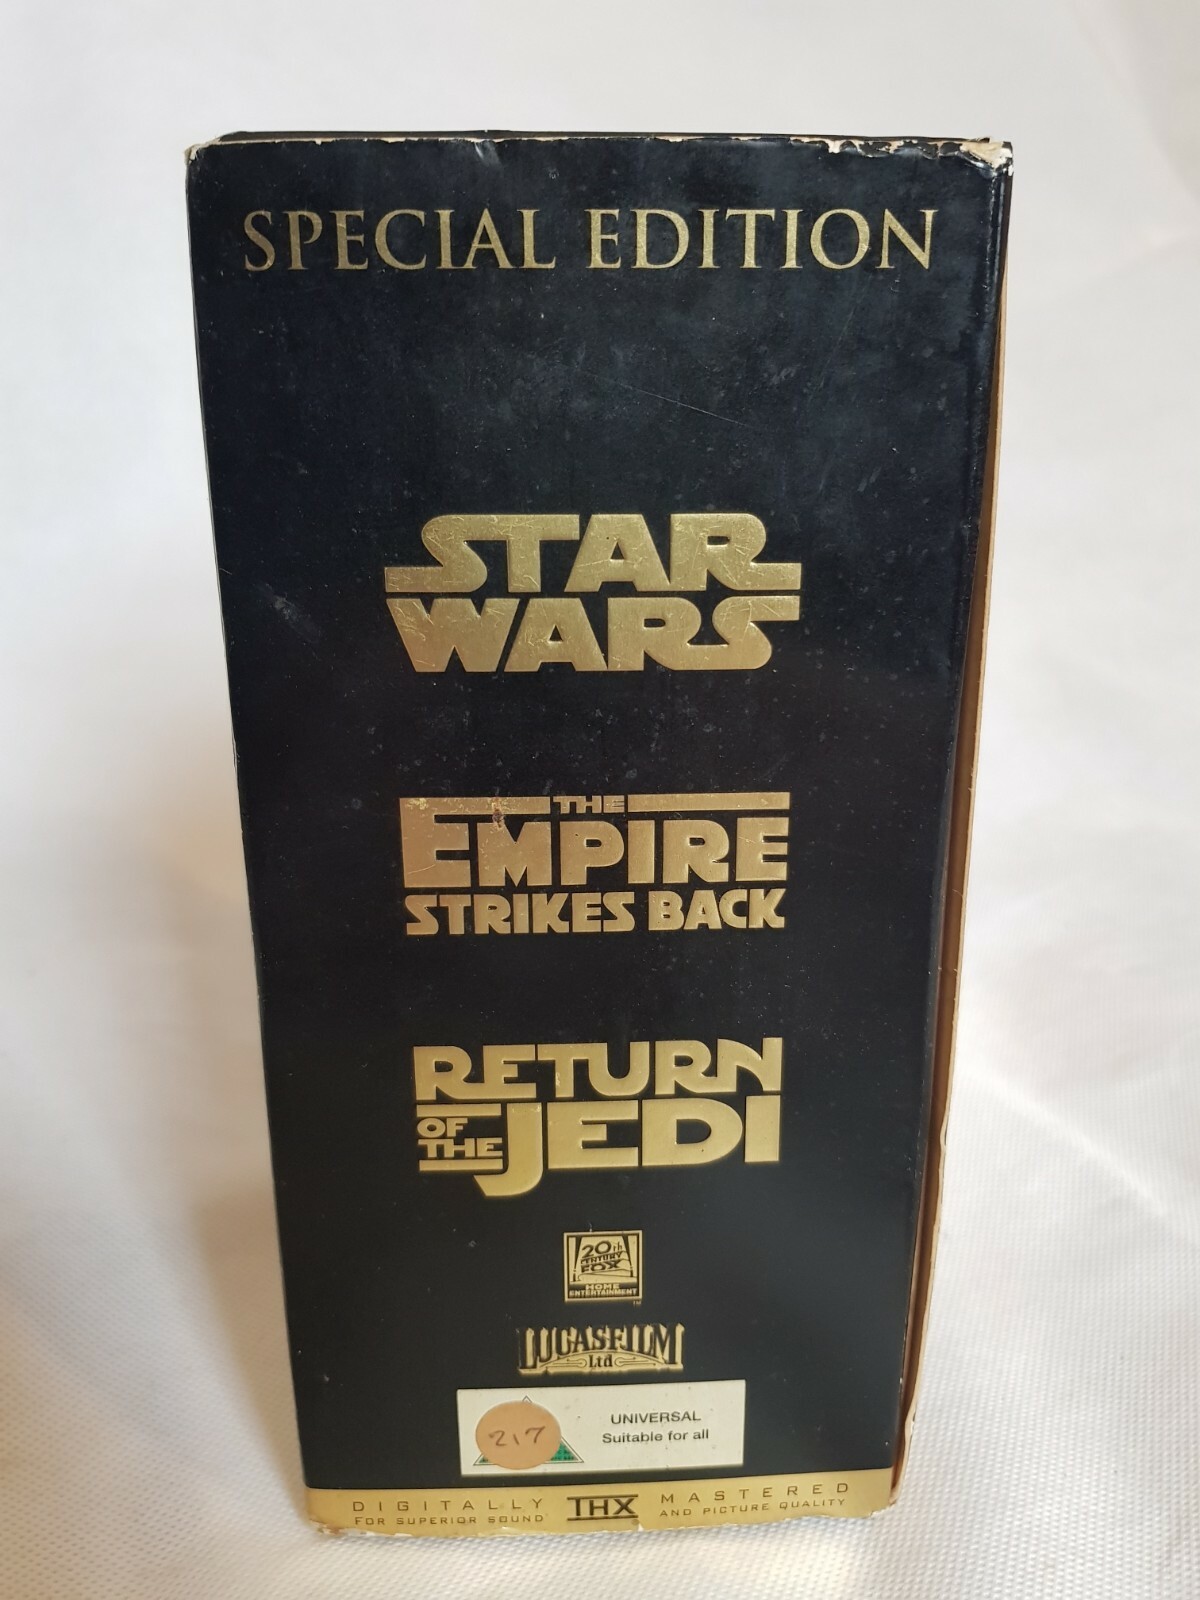 SPECIAL EDITION
STAR
WARS
THE
EMPIRE
STRIKES BACK
RETURN
OF THE JEDI
20th
CENTURY
FOX
HOME
ENTERTAINMENT
TM
LUCASFILM
Ltd
217
UNIVERSAL
Suitable for all
DIGITALLY THX MASTERED
FOR SUPERIOR SOUND AND PICTURE QUALITY